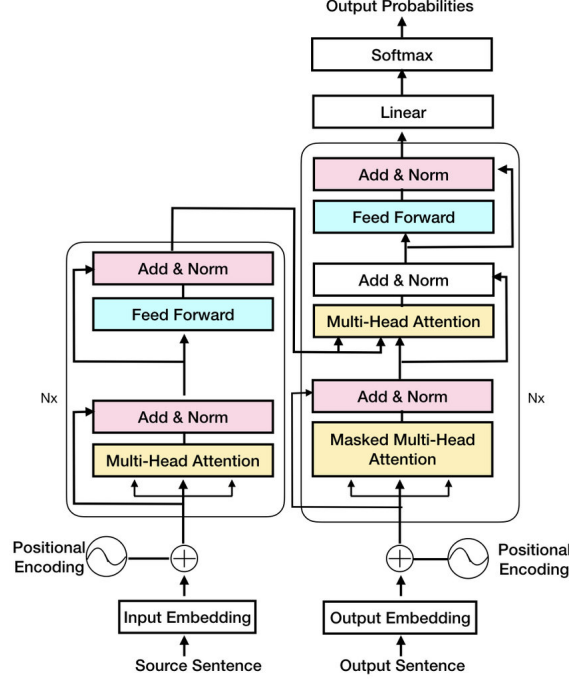 Output Probabilities
Softmax
Linear
Add & Norm
Feed Forward
Add & Norm
Multi-Head Attention
Add & Norm
Masked Multi-Head
Attention
Nx
Positional
Encoding
Output Embedding
Output Sentence
Add & Norm
Feed Forward
Nx
Add & Norm
Multi-Head Attention
Positional
Encoding
Input Embedding
Source Sentence